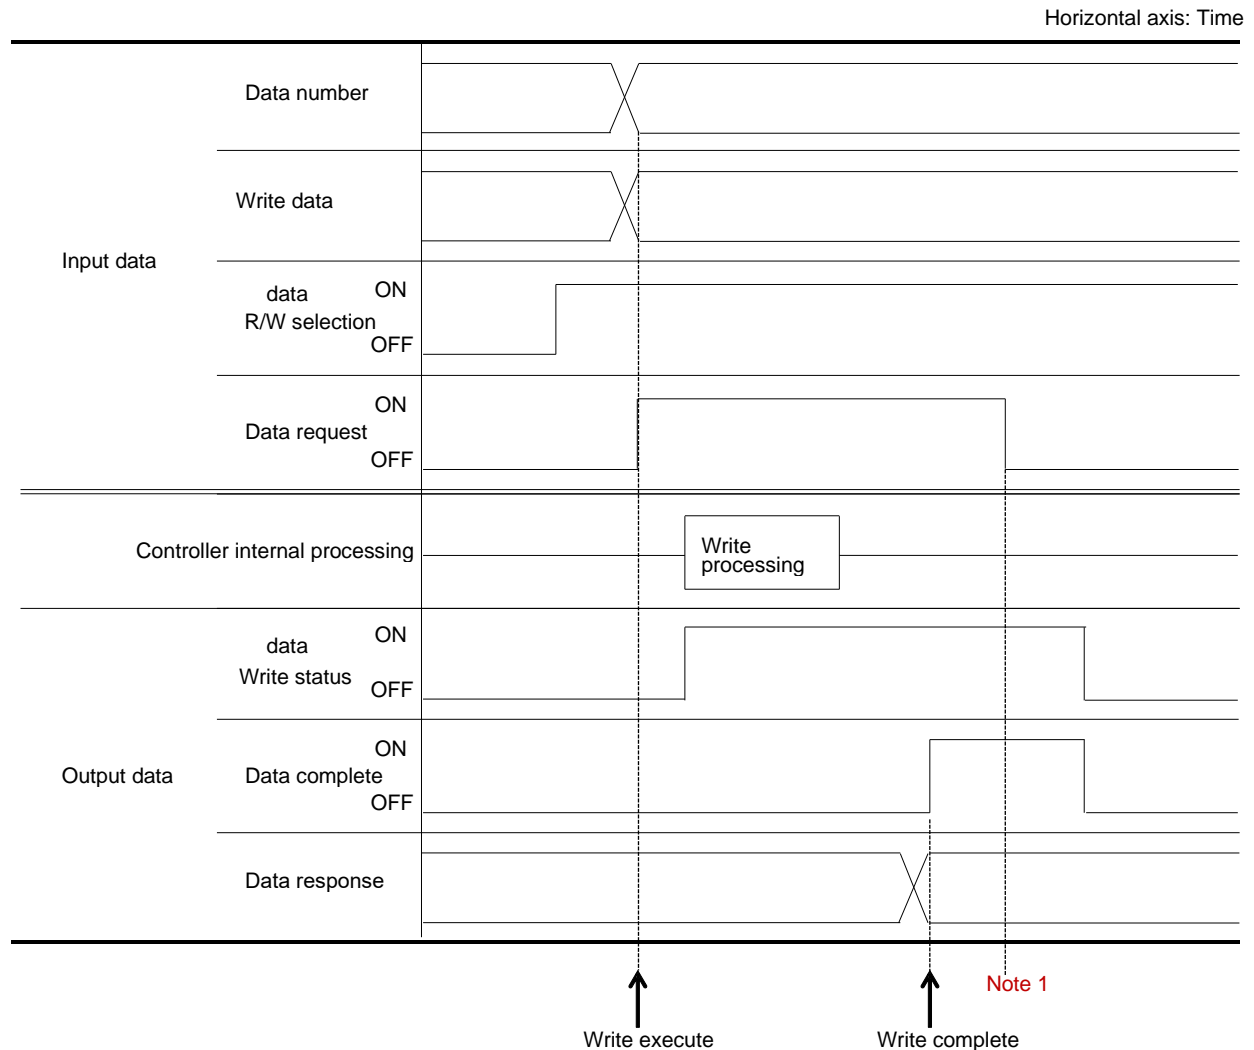 Horizontal axis: Time
Data number
Write data
Input data
data
R/W selection
ON
OFF
Data request
ON
OFF
Controller internal processing
Write
processing
data
Write status
ON
OFF
Output data
Data complete
ON
OFF
Data response
Note 1
Write execute
Write complete